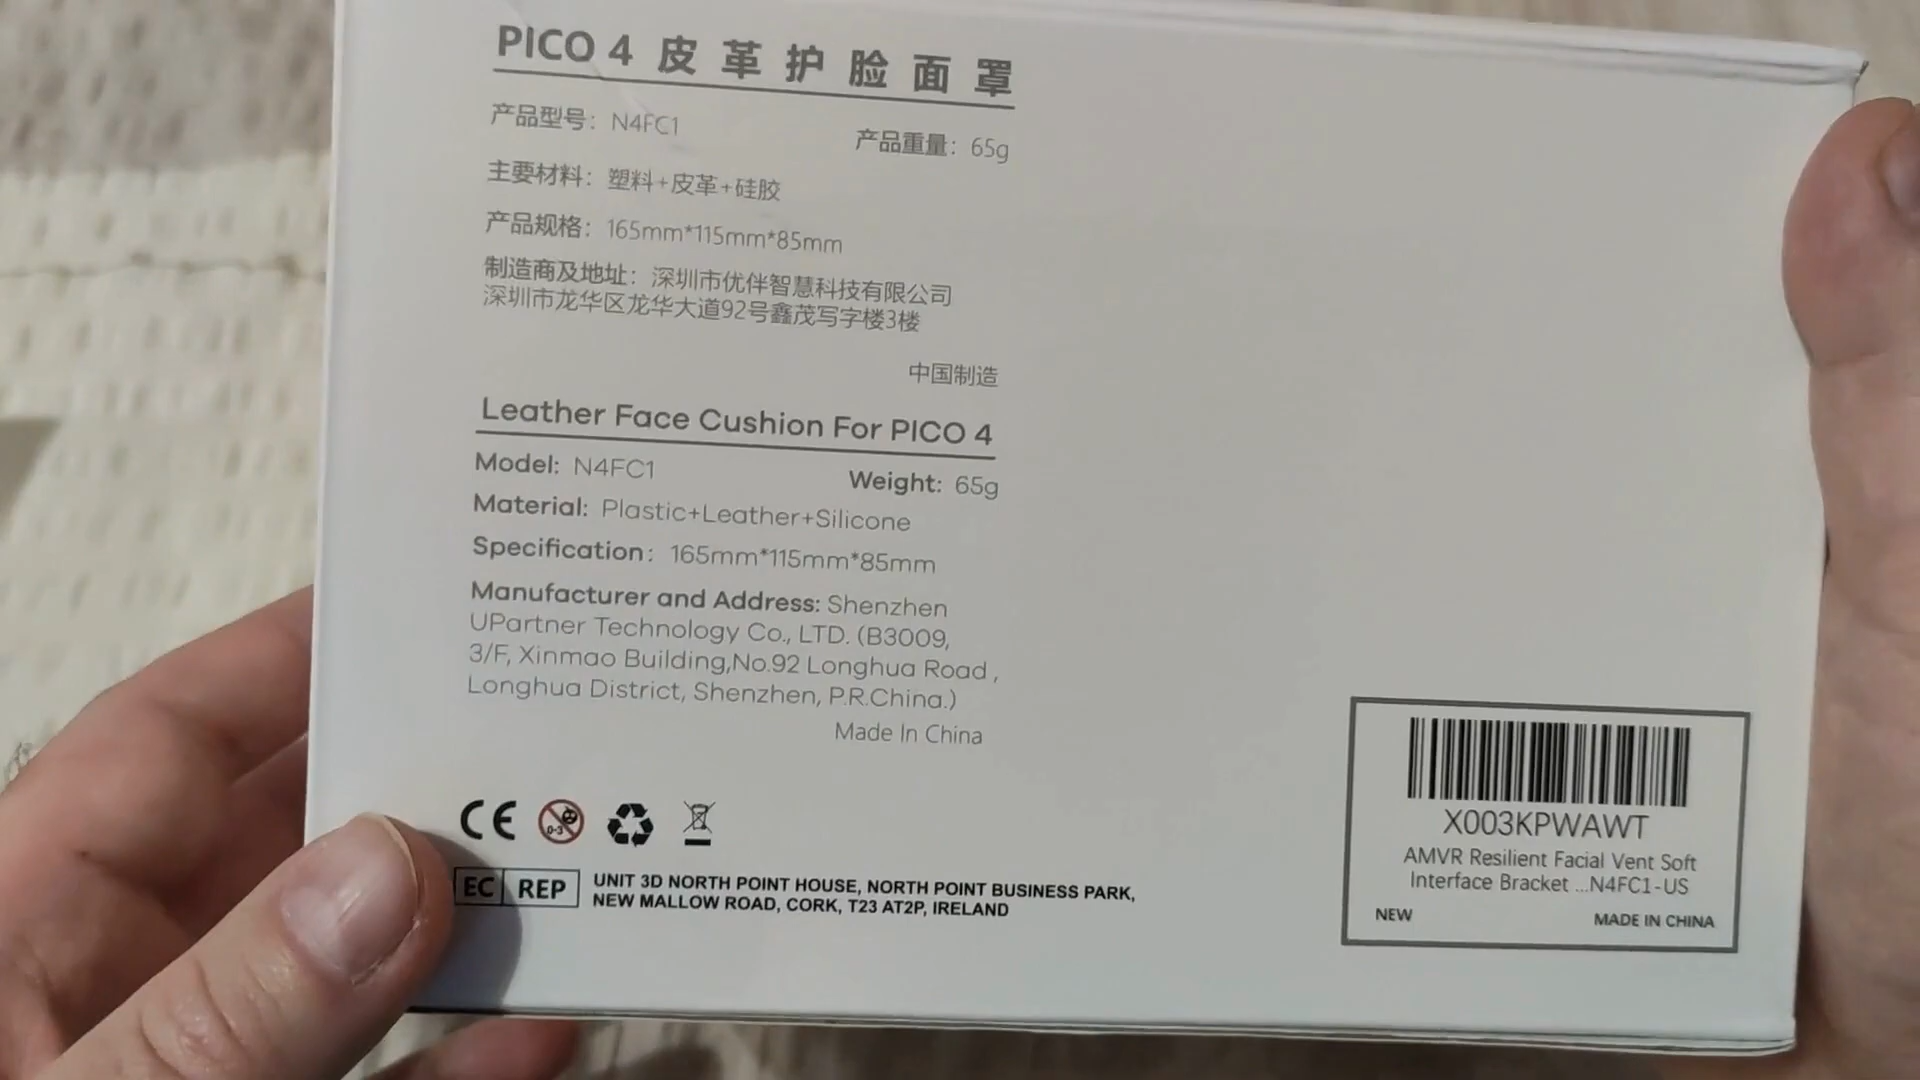 PICO 4 皮革护脸面罩
产品型号: N4FC1 产品重量: 65g
主要材料: 塑料+皮革+硅胶
产品规格: 165mm*115mm*85mm
制造商及地址: 深圳市优伴智慧科技有限公司
深圳市龙华区龙华大道92号鑫茂写字楼3楼
中国制造
Leather Face Cushion For PICO 4
Model: N4FC1 Weight: 65g
Material: Plastic+Leather+Silicone
Specification: 165mm*115mm*85mm
Manufacturer and Address: Shenzhen
UPartner Technology Co., LTD. (B3009,
3/F, Xinmao Building,No.92 Longhua Road ,
Longhua District, Shenzhen, P.R.China.)
Made In China
CE 0-3
EC REP UNIT 3D NORTH POINT HOUSE, NORTH POINT BUSINESS PARK,
NEW MALLOW ROAD, CORK, T23 AT2P, IRELAND
X003KPWAWT
AMVR Resilient Facial Vent Soft
Interface Bracket ...N4FC1-US
NEW MADE IN CHINA